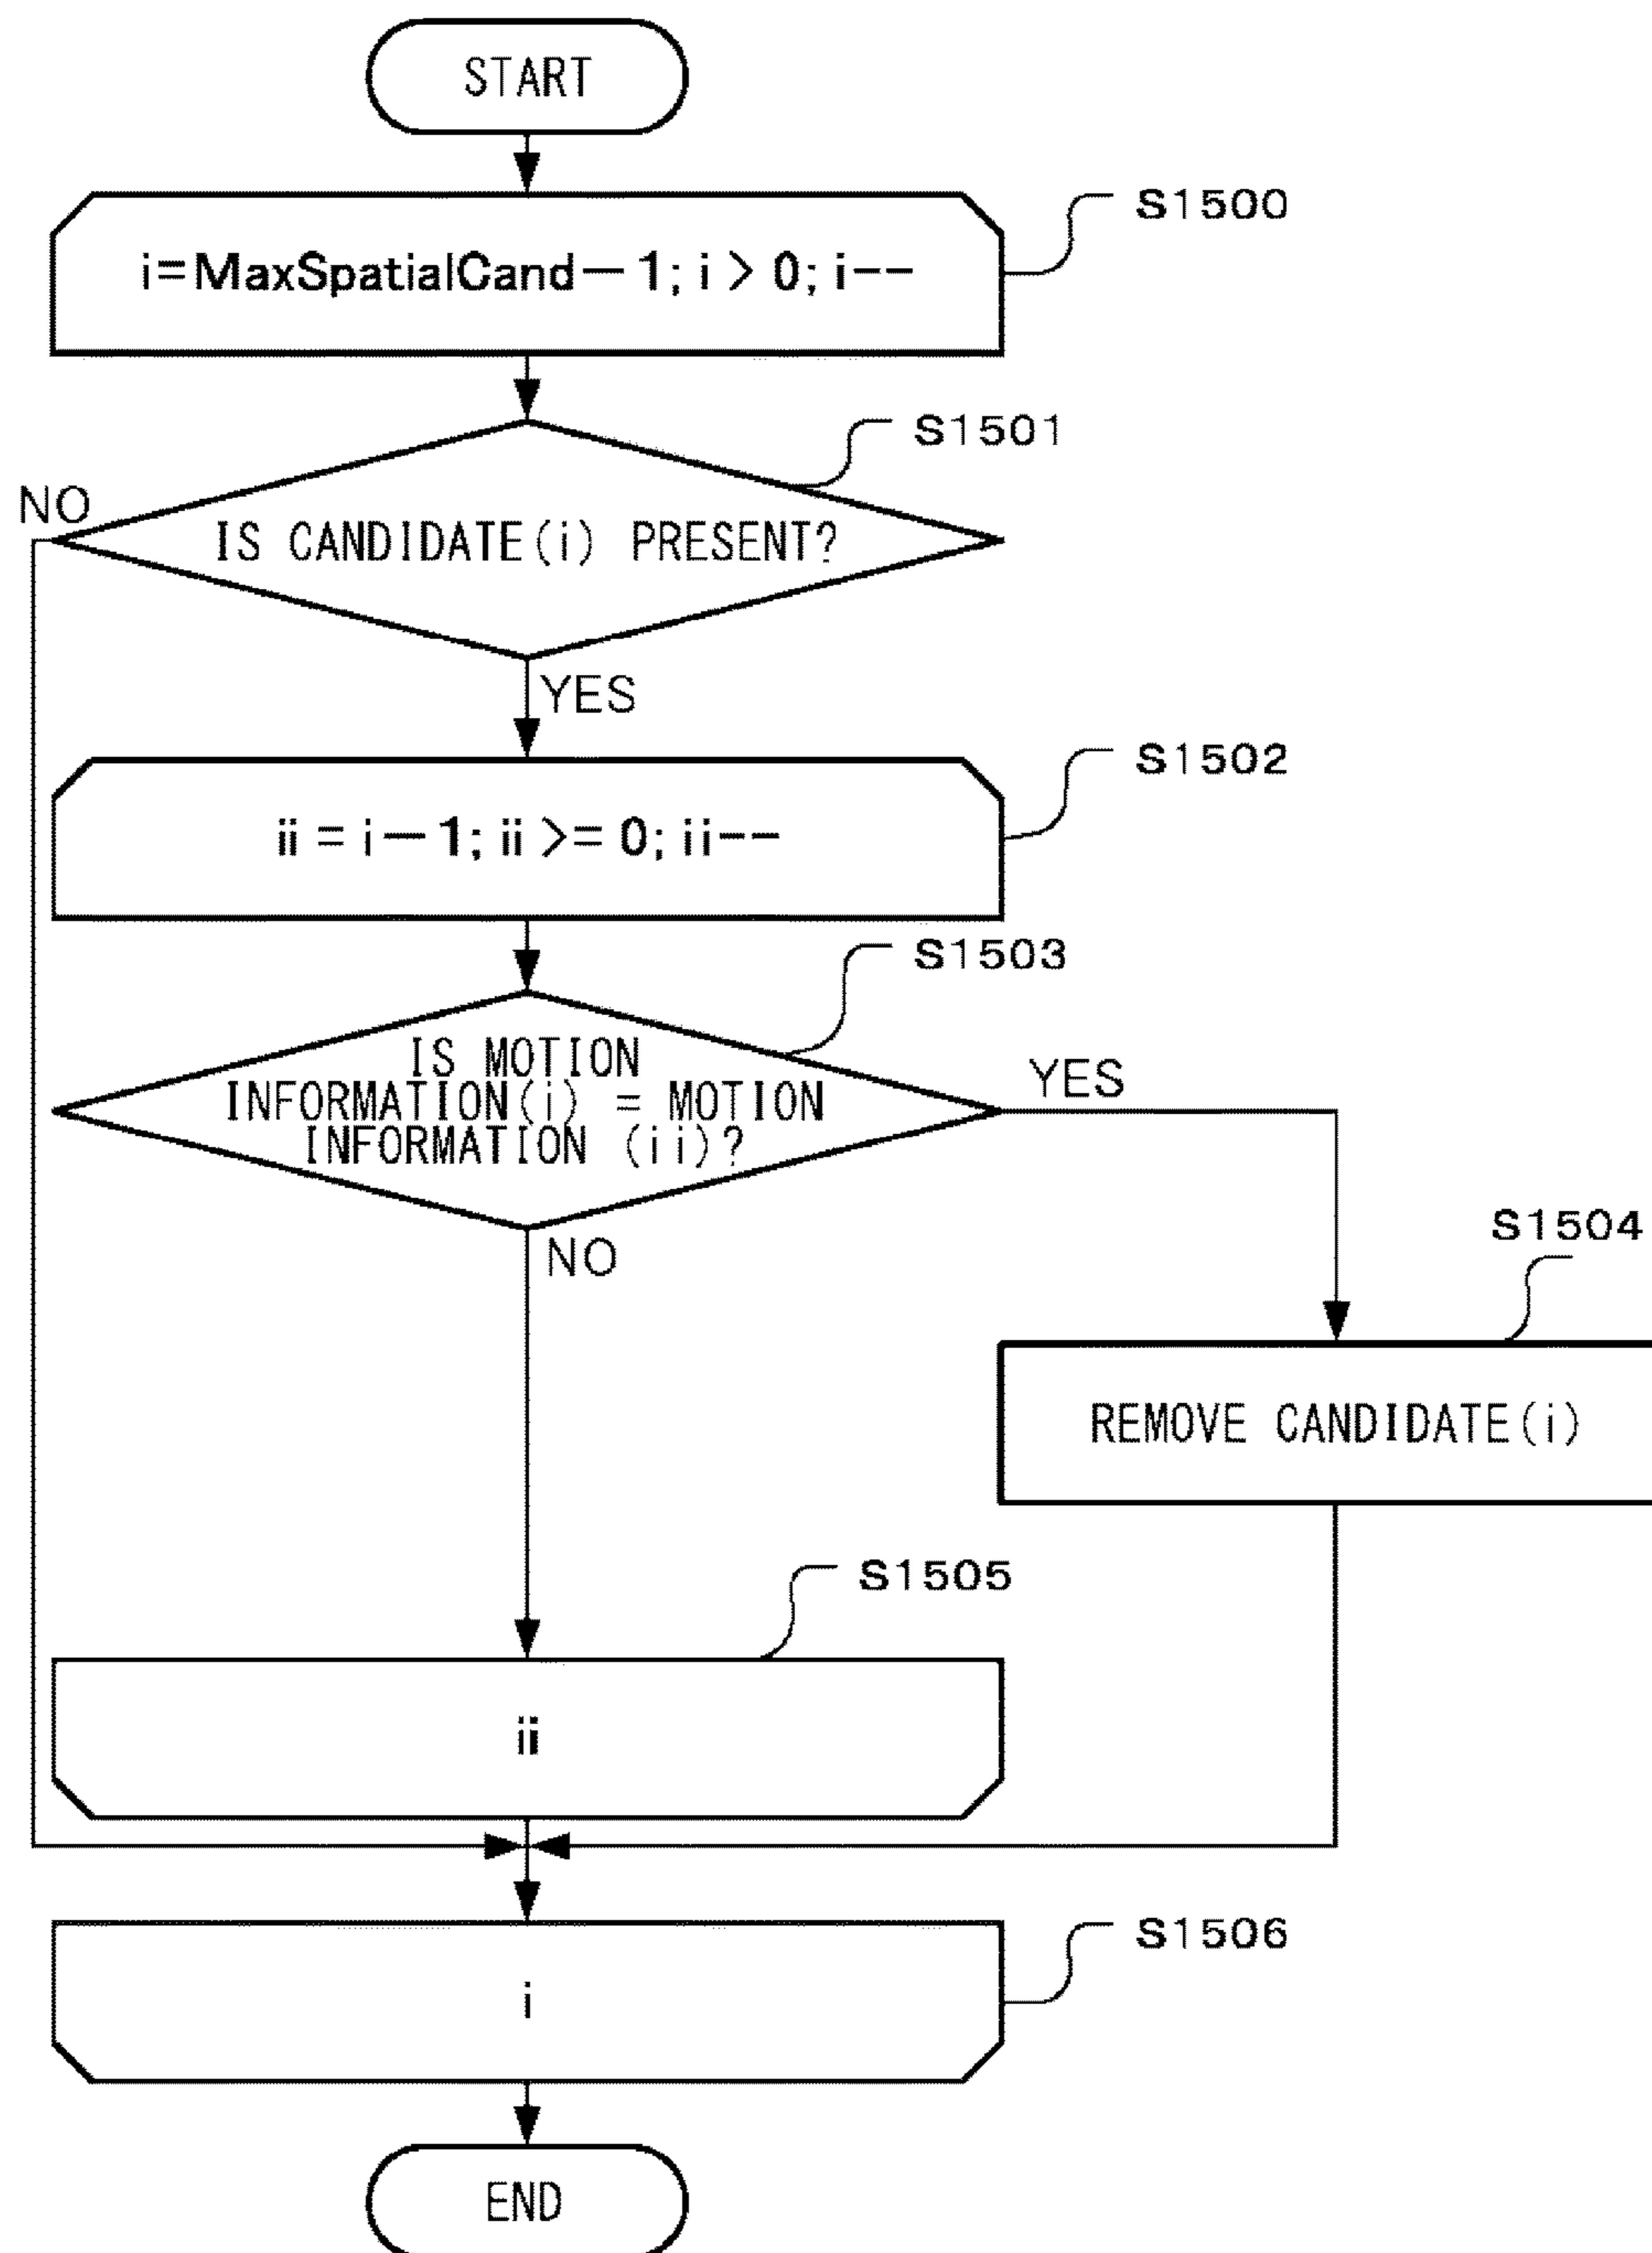 START
S1500
i=MaxSpatialCand-1; i > 0; i--
S1501
NO
IS CANDIDATE(i) PRESENT?
YES
S1502
ii = i-1; ii >= 0; ii--
S1503
IS MOTION
INFORMATION(i) = MOTION
INFORMATION (ii)?
YES
NO
S1504
REMOVE CANDIDATE(i)
S1505
ii
S1506
i
END